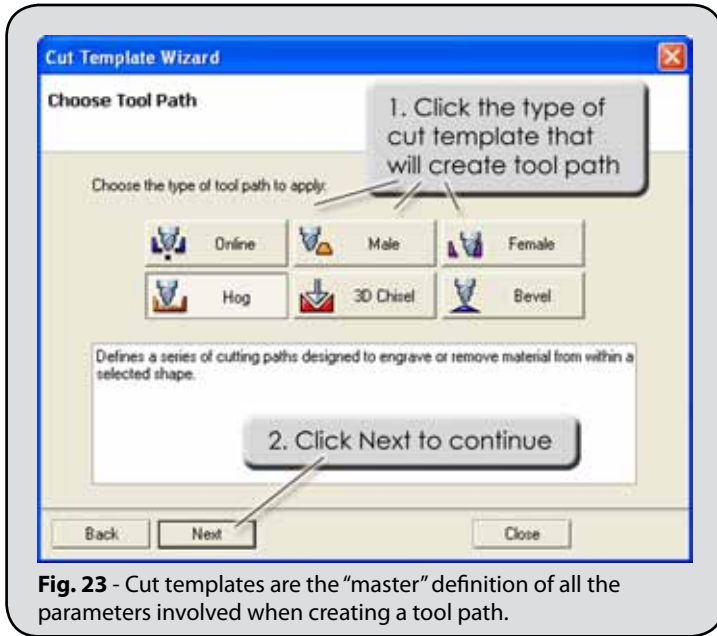 Cut Template Wizard
Choose Tool Path
1. Click the type of
cut template that
will create tool path
Choose the type of tool path to apply:
Online
Male
Female
Hog
3D Chisel
Bevel
Defines a series of cutting paths designed to engrave or remove material from within a
selected shape.
2. Click Next to continue
Back
Next
Close
Fig. 23 - Cut templates are the “master” definition of all the
parameters involved when creating a tool path.